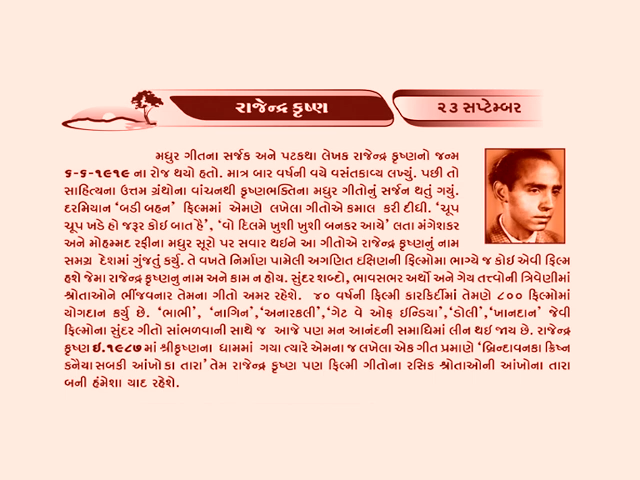 રાજેન્દ્ર કૃષ્ણ
૨૩ સપ્ટેમ્બર
મધુર ગીતના સર્જક અને પટકથા લેખક રાજેન્દ્ર કૃષ્ણનો જન્મ
૬-૬-૧૯૧૯ ના રોજ થયો હતો. માત્ર બાર વર્ષની વયે વસંતકાવ્ય લખ્યું. પછી તો
સાહિત્યના ઉત્તમ ગ્રંથોના વાંચનથી કૃષ્ણભક્તિના મધુર ગીતોનું સર્જન થતું ગયું.
દરમિયાન ‘બડી બહન’ ફિલ્મમાં એમણે લખેલા ગીતોએ કમાલ કરી દીધી. ‘ચૂપ
ચૂપ ખડે હો જરૂર કોઈ બાત હે’, ‘વો દિલમે ખુશી ખુશી બનકર આયે’ લતા મંગેશકર
અને મોહમ્મદ રફીના મધુર સૂરો પર સવાર થઇને આ ગીતોએ રાજેન્દ્ર કૃષ્ણનું નામ
સમગ્ર દેશમાં ગુંજતું કર્યુ. તે વખતે નિર્માણ પામેલી અગણિત દક્ષિણની ફિલ્મોમા ભાગ્યે જ કોઇ એવી ફિલ્મ
હશે જેમા રાજેન્દ્ર કૃષ્ણનુ નામ અને કામ ન હોય. સુંદર શબ્દો, ભાવસભર અર્થો અને ગેય તત્ત્વોની ત્રિવેણીમાં
શ્રોતાઓને ભીંજવનાર તેમના ગીતો અમર રહેશે. ૪૦ વર્ષની ફિલ્મી કારકિર્દીમાં તેમણે ૮૦૦ ફિલ્મોમાં
યોગદાન કર્યુ છે. ‘ભાભી’, ‘નાગિન’,‘અનારકલી’,‘ગેટ વે ઓફ ઇન્ડિયા’,‘ડોલી’,‘ખાનદાન’ જેવી
ફિલ્મોના સુંદર ગીતો સાંભળવાની સાથે જ આજે પણ મન આનંદની સમાધિમાં લીન થઇ જાય છે. રાજેન્દ્ર
કૃષ્ણ ઇ.૧૯૮૭ માં શ્રીકૃષ્ણના ધામમાં ગયા ત્યારે એમના જ લખેલા એક ગીત પ્રમાણે ‘બ્રિન્દાવનકા ક્રિષ્ન
કનૈયા સબકી આંખો કા તારા’ તેમ રાજેન્દ્ર કૃષ્ણ પણ ફિલ્મી ગીતોના રસિક શ્રોતાઓની આંખોના તારા
બની હંમેશા યાદ રહેશે.